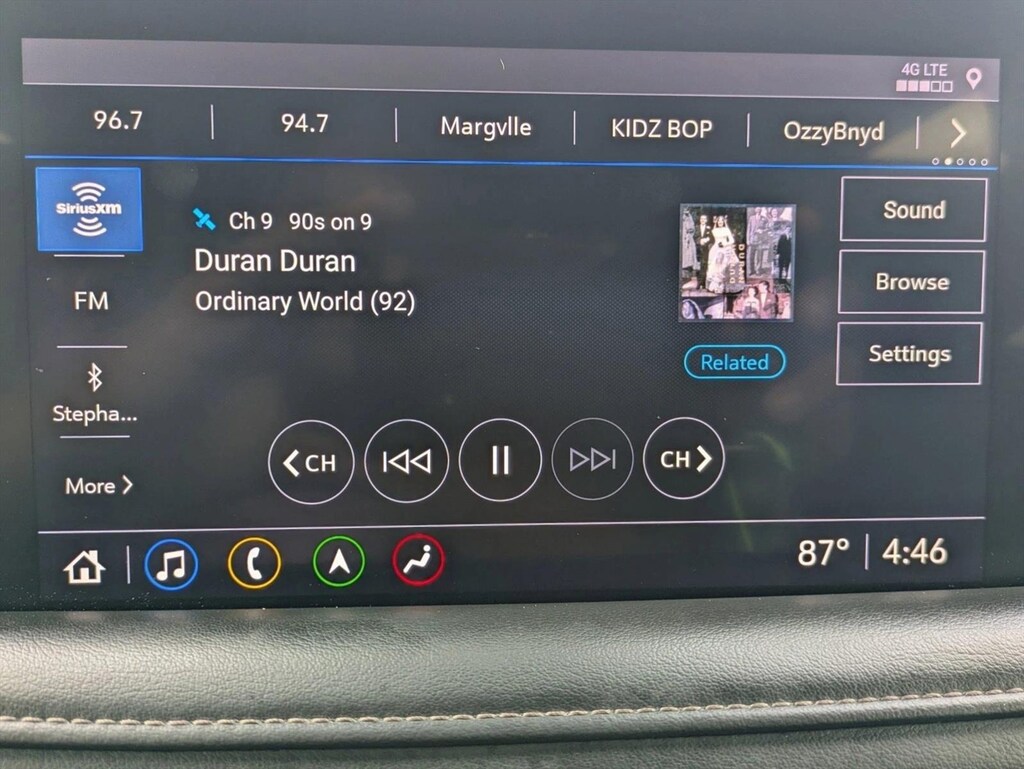 4G LTE
96.7 94.7 Margvlle KIDZ BOP OzzyBnyd
SiriusXM
Ch 9 90s on 9
Duran Duran
Ordinary World (92)
Sound
Browse
Settings
Related
FM
Stepha...
More
CH
CH
87° 4:46